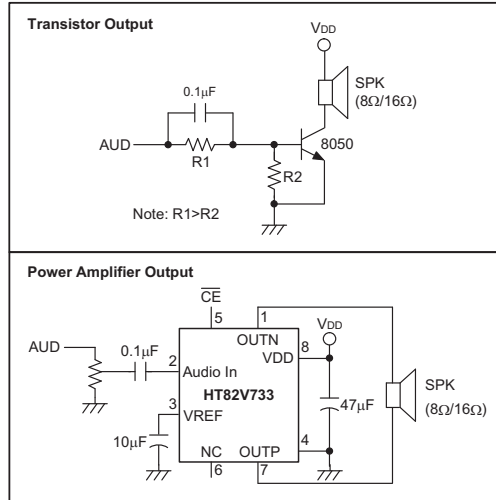 Transistor Output
VDD
SPK
(8Ω/16Ω)
0.1μF
AUD
R1
8050
R2
Note: R1>R2
Power Amplifier Output
CE
5
1
OUTN
VDD
8
VDD
AUD
0.1μF
2
Audio In
HT82V733
3
VREF
10μF
47μF
SPK
(8Ω/16Ω)
NC
OUTP
4
6
7